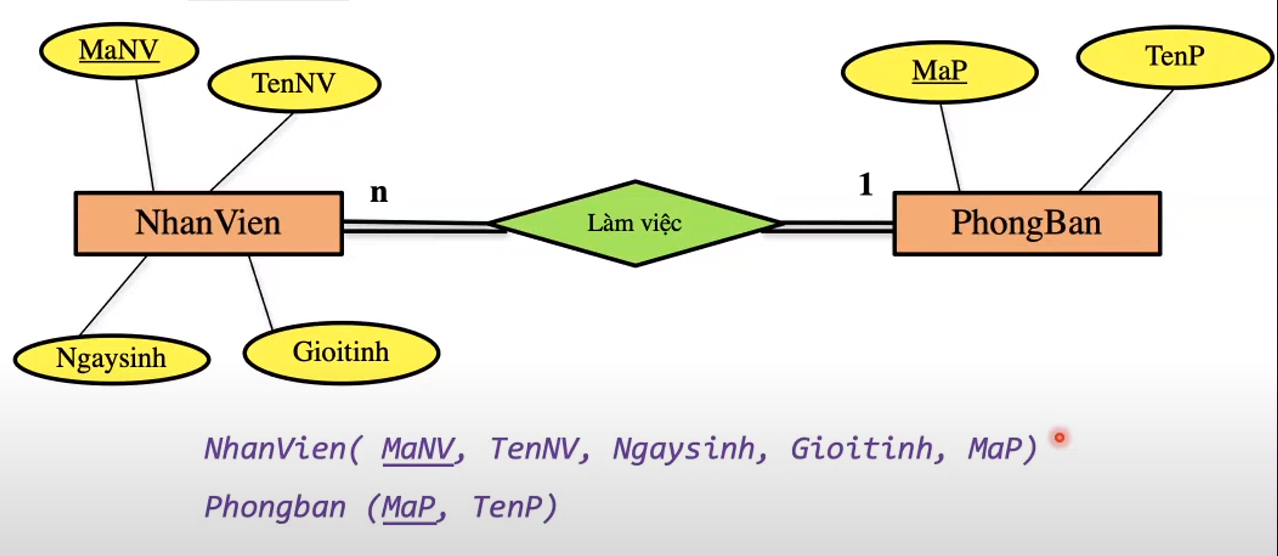 MaNV
TenNV
MaP
TenP
n
1
NhanVien
Làm việc
PhongBan
Ngaysinh
Gioitinh
NhanVien( MaNV, TenNV, Ngaysinh, Gioitinh, MaP)
Phongban (MaP, TenP)